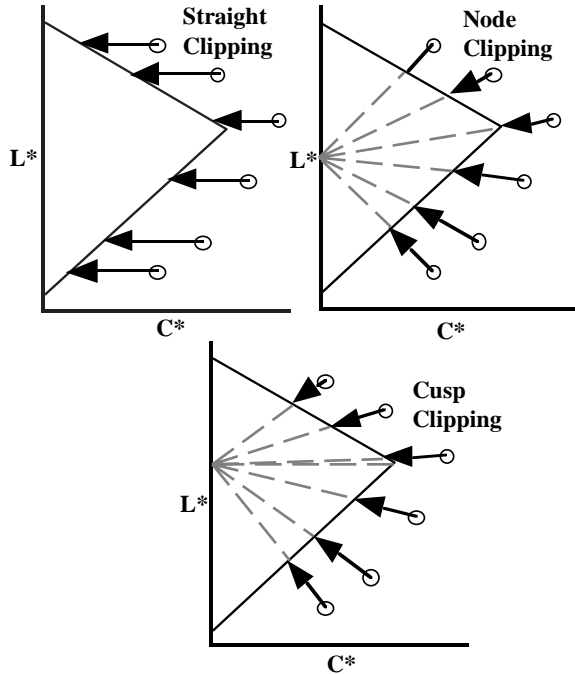 Straight
Clipping
L*
C*
Node
Clipping
L*
C*
Cusp
Clipping
L*
C*